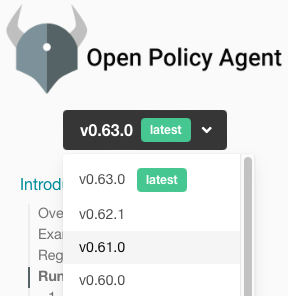 Open Policy Agent
v0.63.0 latest
v0.63.0 latest
Introdu
v0.62.1
Ove
Exam
v0.61.0
Reg
Run
v0.60.0